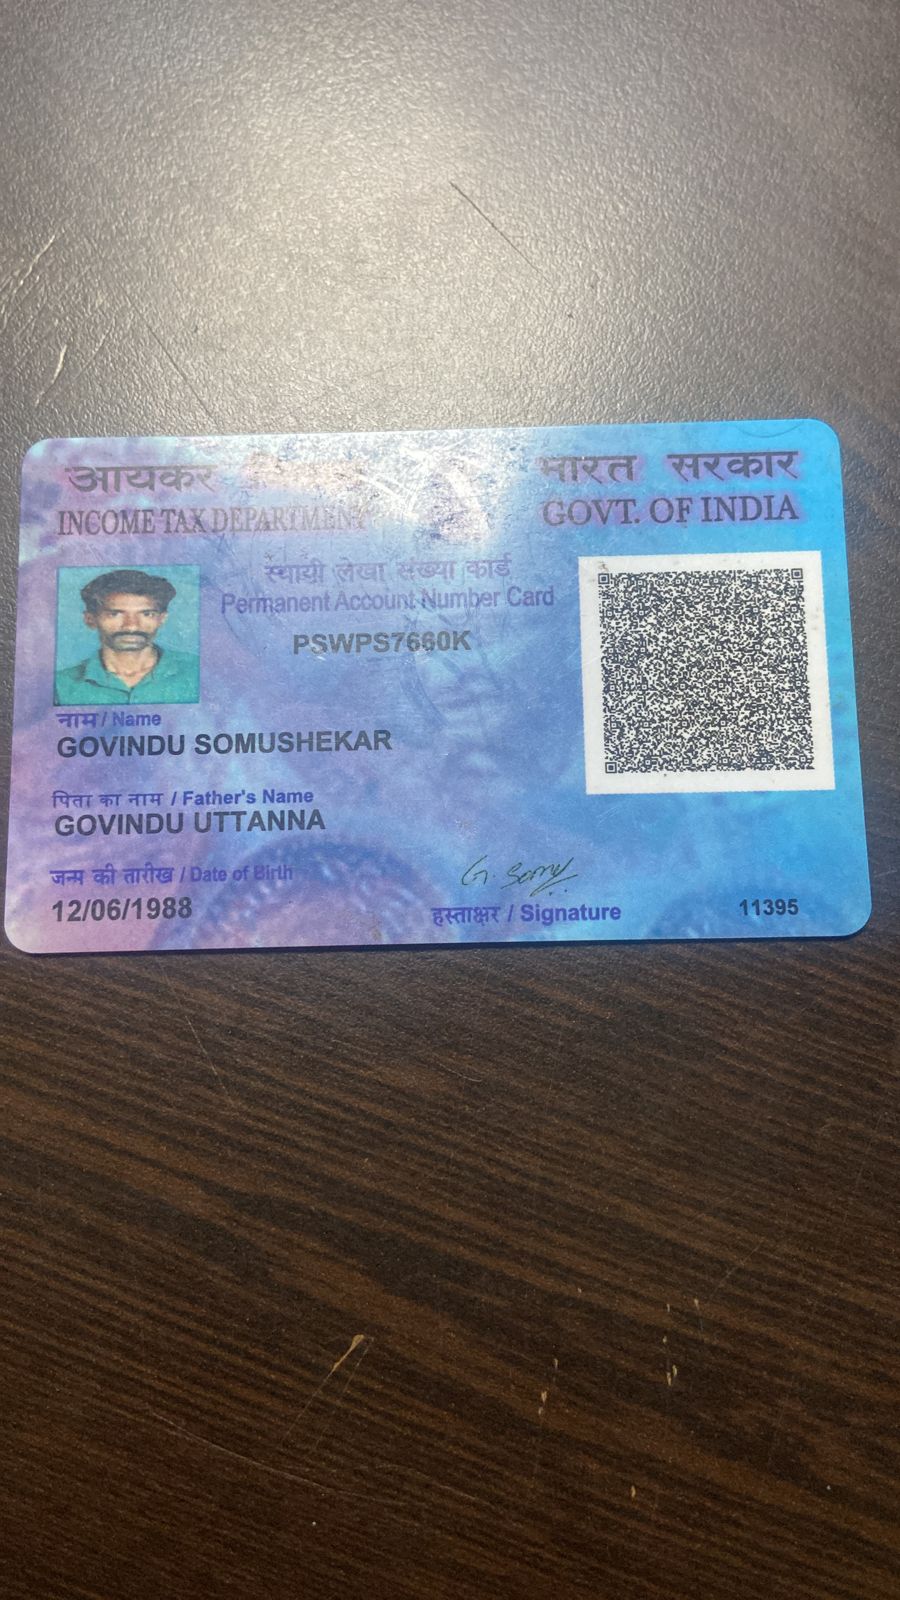 आयकर विभाग
INCOME TAX DEPARTMENT
भारत सरकार
GOVT. OF INDIA
स्थायी लेखा संख्या कार्ड
Permanent Account Number Card
PSWPS7660K
नाम / Name
GOVINDU SOMUSHEKAR
पिता का नाम / Father's Name
GOVINDU UTTANNA
जन्म की तारीख / Date of Birth
12/06/1988
G. Somy
हस्ताक्षर / Signature
11395